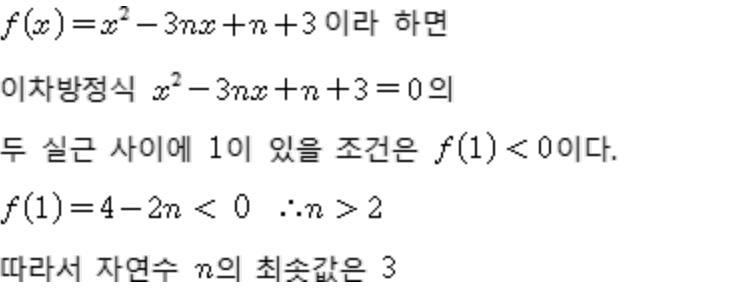 f(x)=x²-3nx+n+3이라 하면
이차방정식 x²-3nx+n+3=0의
두 실근 사이에 1이 있을 조건은 f(1)<0이다.
f(1)=4-2n < 0 ∴n>2
따라서 자연수 n의 최솟값은 3